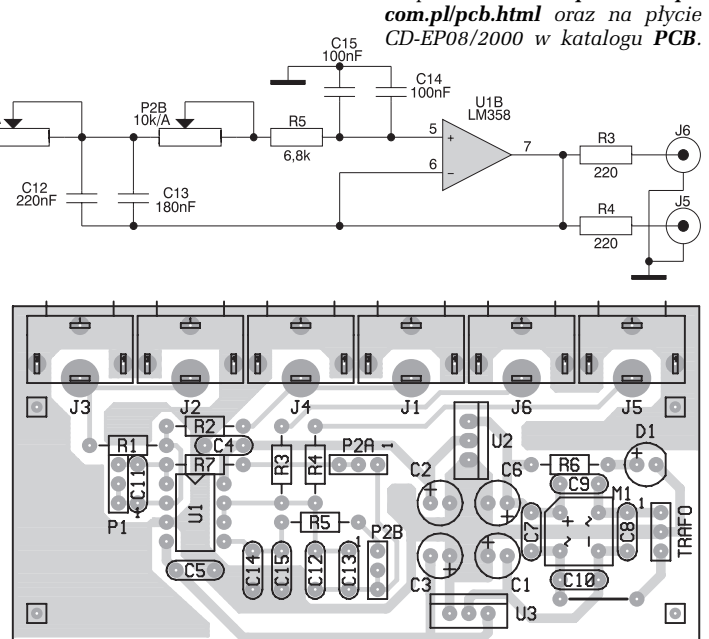 com.pl/pcb.html oraz na płycie
CD-EP08/2000 w katalogu PCB.
C15
100nF
C14
100nF
P2B
10k/A
R5
6,8k
U1B
LM358
5
+
6
–
7
R3
220
J6
R4
220
J5
C12
220nF
C13
180nF
J3 J2 J4 J1 J6 J5
R2
R1 C4 R3 R4 P2A 1 U2 D1
C11 R7 C2 C6 R6
C9
P1 1 U1 R5 P2B C7 M1 C8 1 TRAFO
+ ~
- ~
C5 C14 C15 C12 C13 1 C3 C1 C10
U3